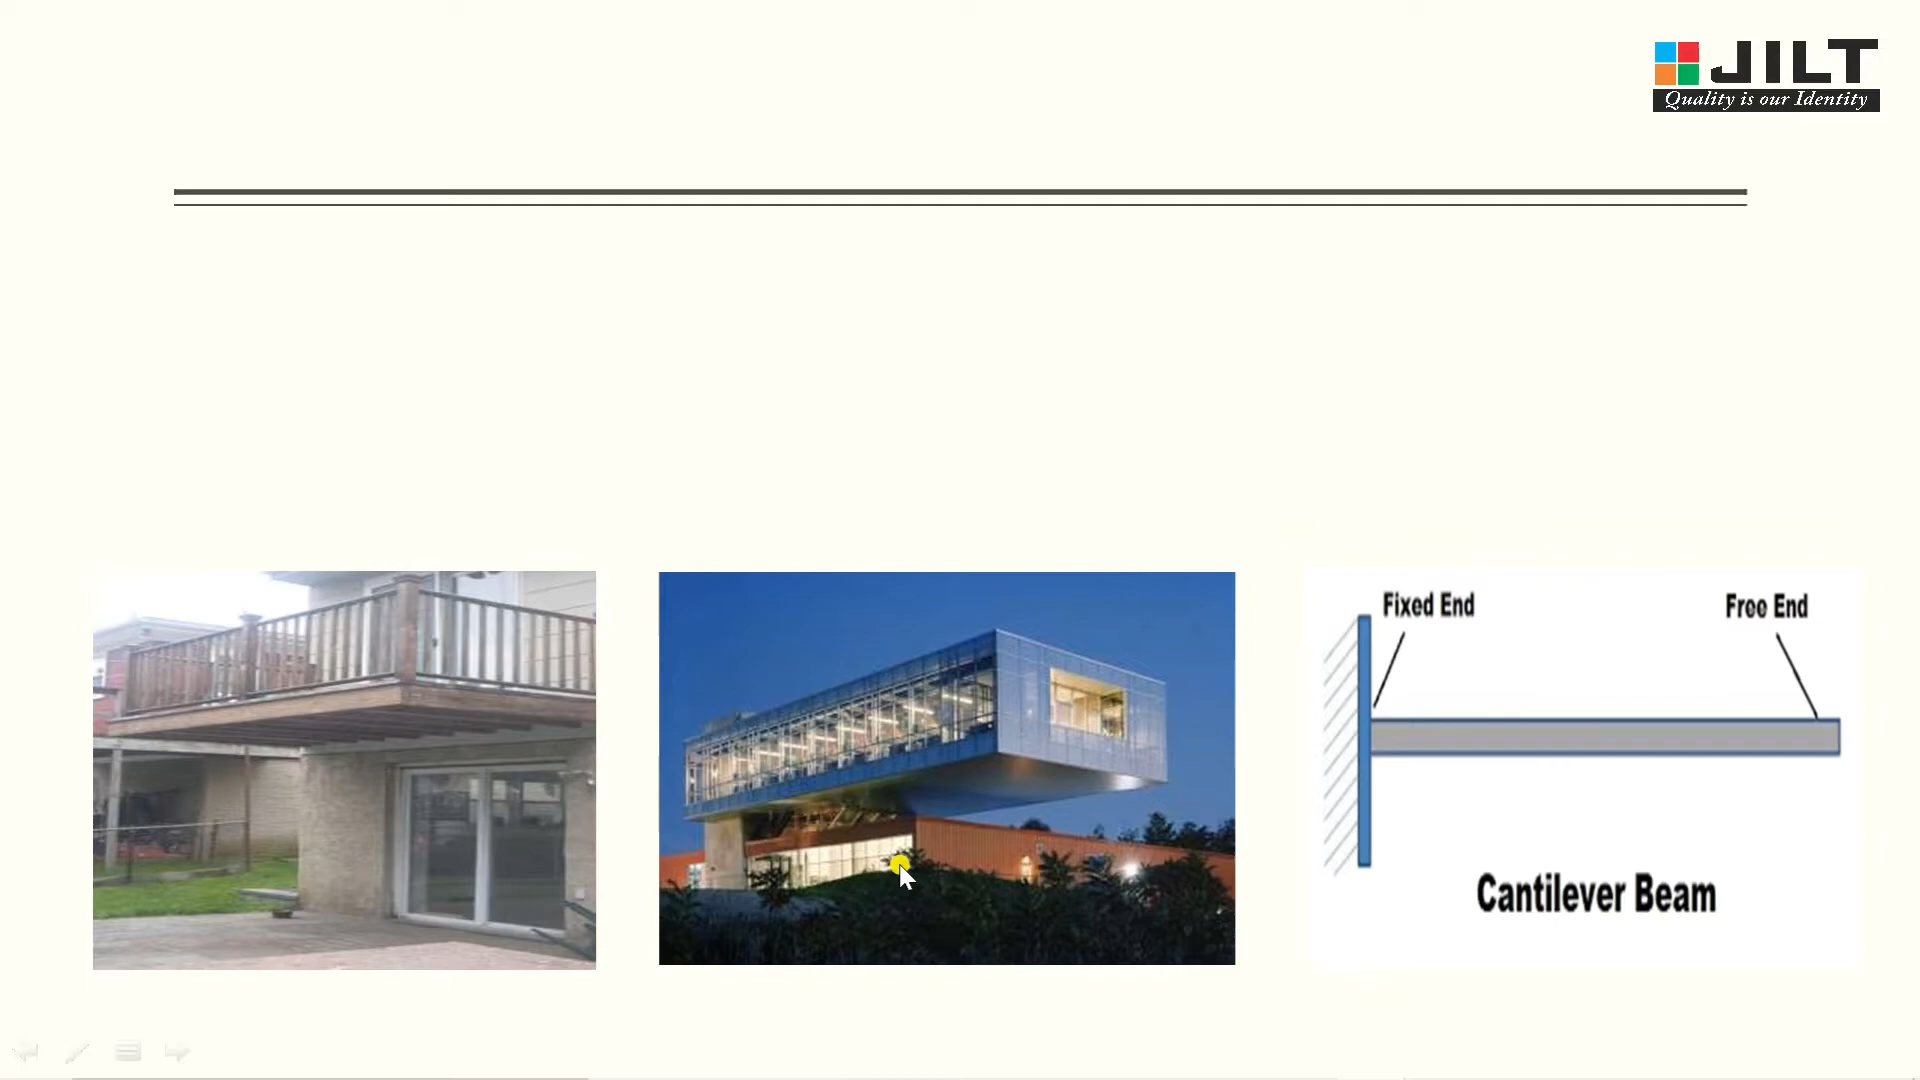 JILT
Quality is our Identity
Fixed End
Free End
Cantilever Beam